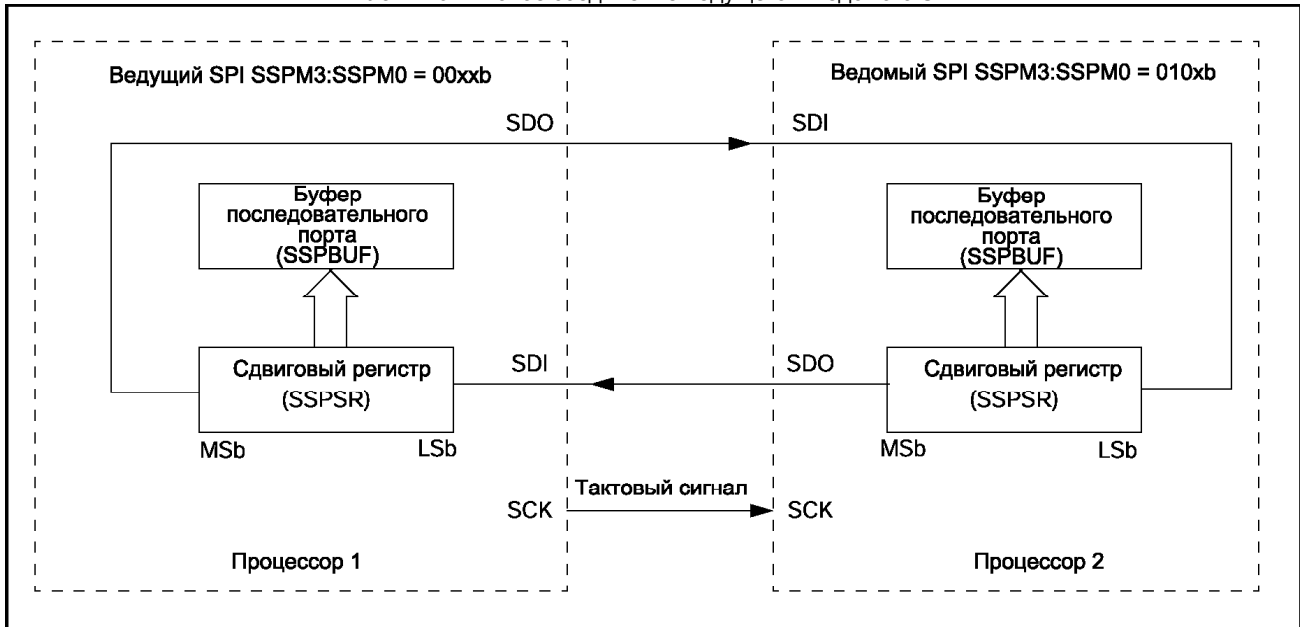 Ведущий SPI SSPM3:SSPM0 = 00xxb
Ведомый SPI SSPM3:SSPM0 = 010xb
SDO
SDI
Буфер
последовательного
порта
(SSPBUF)
Буфер
последовательного
порта
(SSPBUF)
Сдвиговый регистр
(SSPSR)
SDI
SDO
Сдвиговый регистр
(SSPSR)
MSb
LSb
MSb
LSb
Тактовый сигнал
SCK
SCK
Процессор 1
Процессор 2